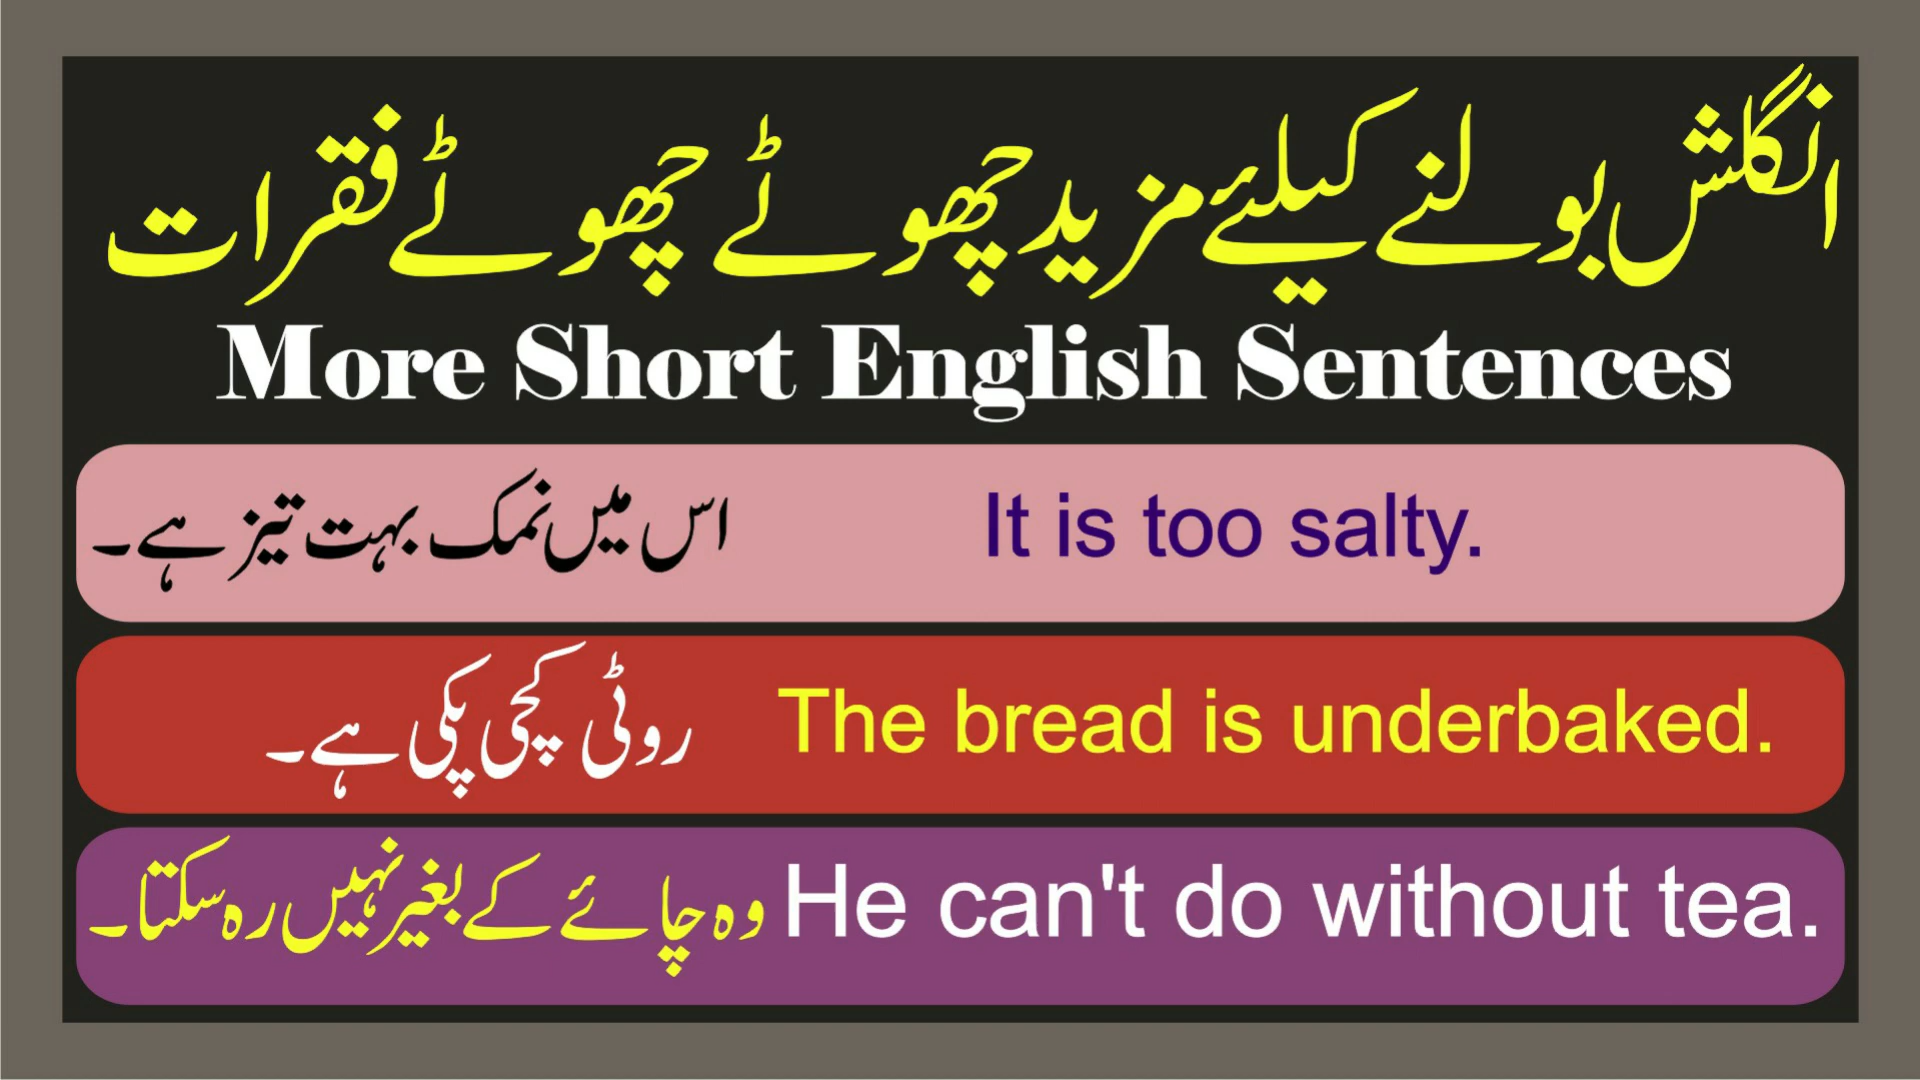 انگلش بولنے کیلئے مزید چھوٹے چھوٹے فقرات
More Short English Sentences
اس میں نمک بہت تیز ہے۔ It is too salty.
روٹی کچی پکی ہے۔ The bread is underbaked.
وہ چائے کے بغیر نہیں رہ سکتا۔ He can't do without tea.